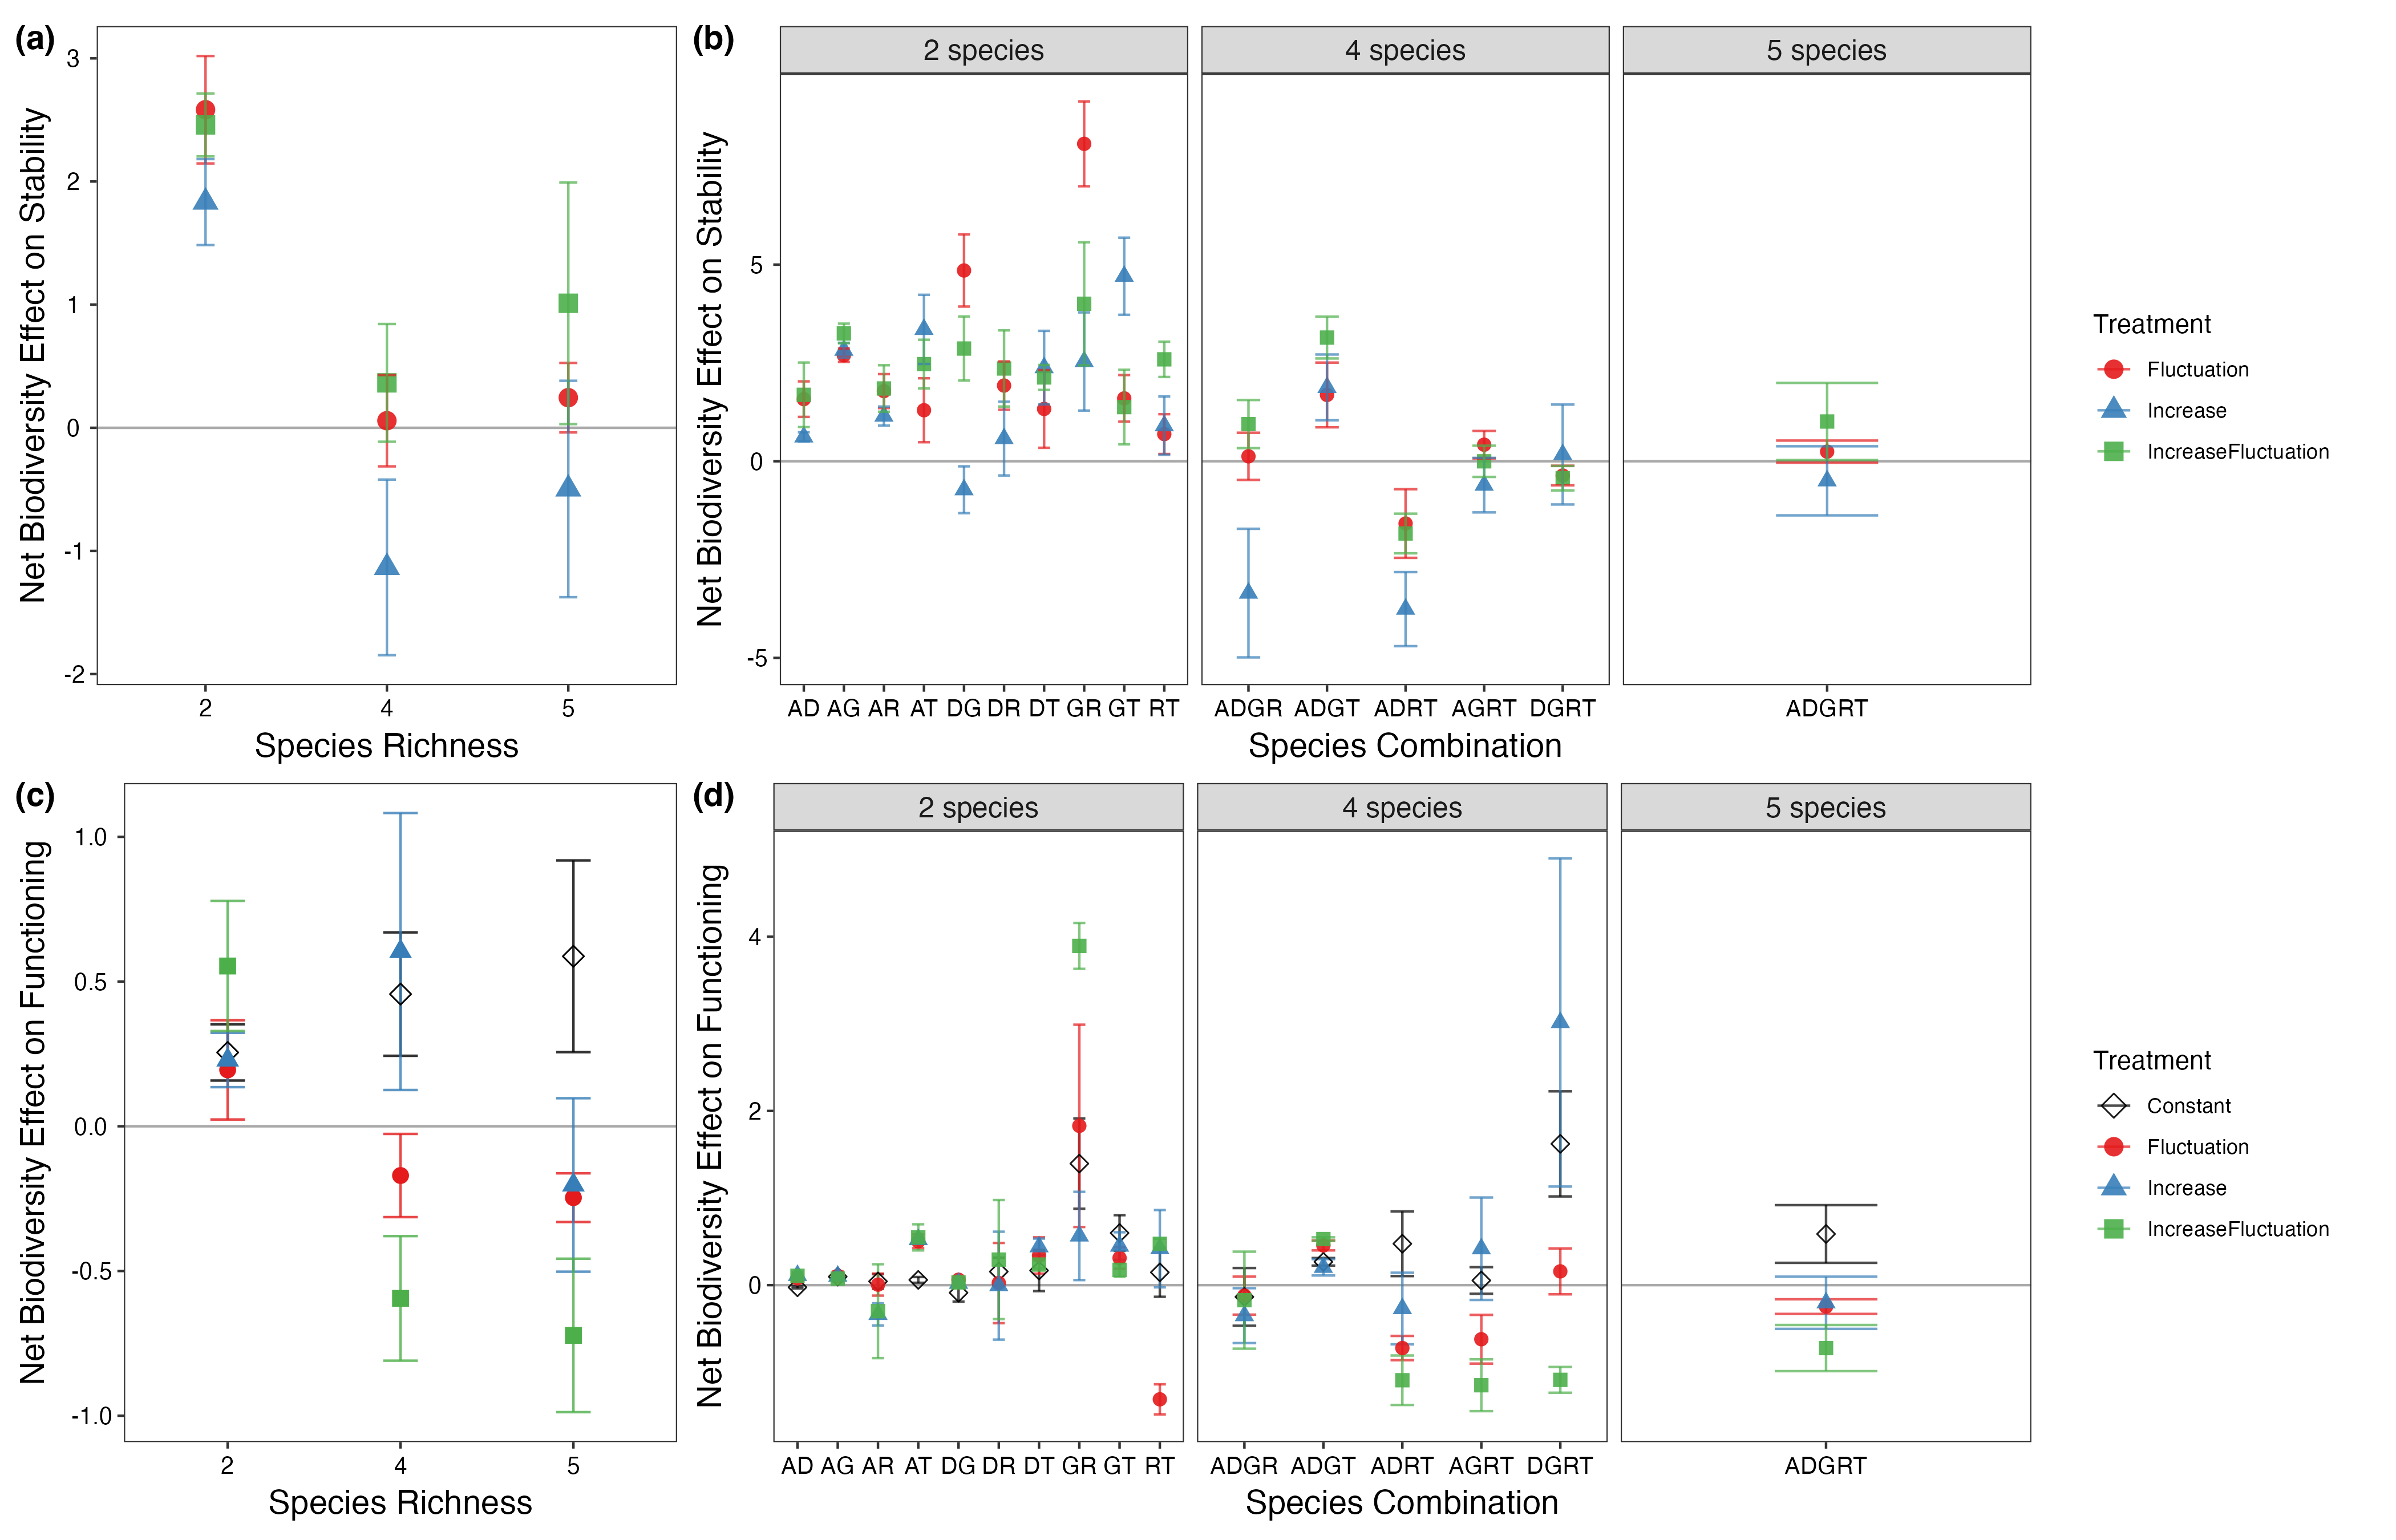 (a)
Net Biodiversity Effect on Stability
3
2
1
0
-1
-2
2 4 5
Species Richness
(b)
Net Biodiversity Effect on Stability
2 species 4 species 5 species
5
0
-5
AD AG AR AT DG DR DT GR GT RT ADGR ADGT ADRT AGRT DGRT ADGRT
Species Combination
Treatment
Fluctuation
Increase
IncreaseFluctuation
(c)
Net Biodiversity Effect on Functioning
1.0
0.5
0.0
-0.5
-1.0
2 4 5
Species Richness
(d)
Net Biodiversity Effect on Functioning
2 species 4 species 5 species
4
2
0
AD AG AR AT DG DR DT GR GT RT ADGR ADGT ADRT AGRT DGRT ADGRT
Species Combination
Treatment
Constant
Fluctuation
Increase
IncreaseFluctuation